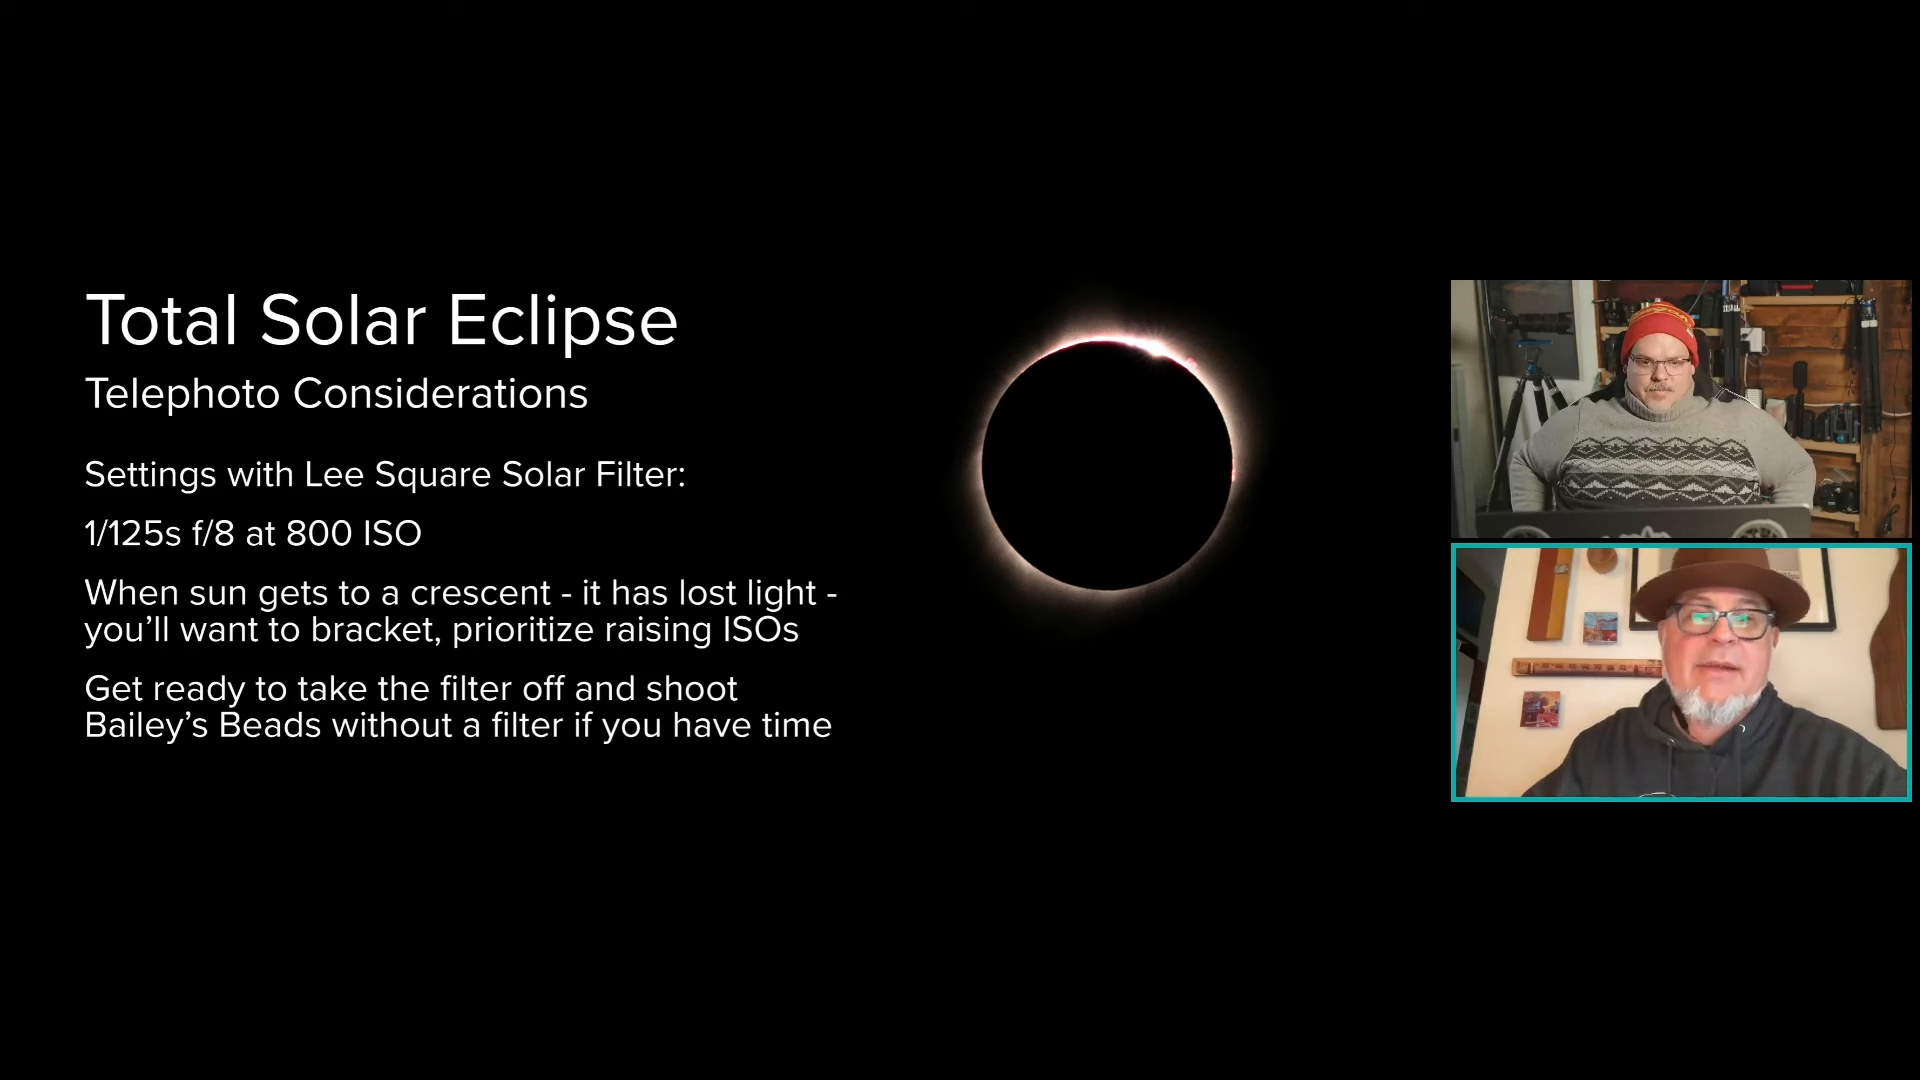 Total Solar Eclipse
Telephoto Considerations
Settings with Lee Square Solar Filter:
1/125s f/8 at 800 ISO
When sun gets to a crescent - it has lost light -
you’ll want to bracket, prioritize raising ISOs
Get ready to take the filter off and shoot
Bailey’s Beads without a filter if you have time